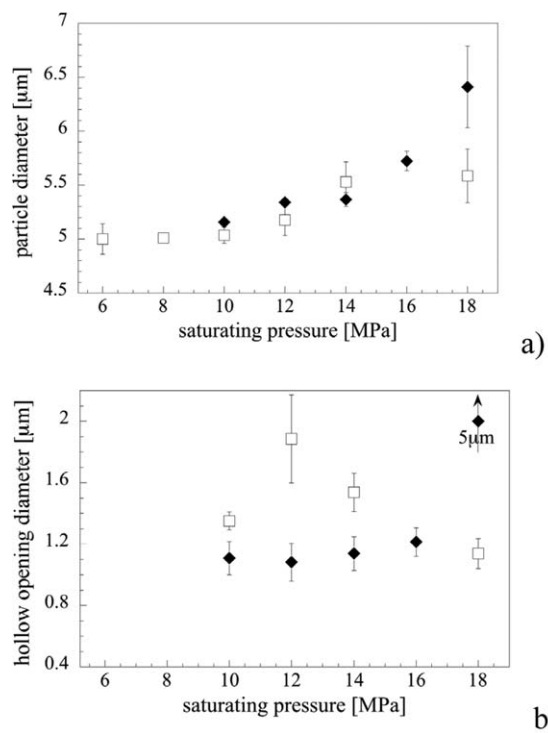 7
6.5
6
5.5
5
4.5
particle diameter [μm]
6 8 10 12 14 16 18
saturating pressure [MPa]
a)
2
1.6
1.2
0.8
0.4
hollow opening diameter [μm]
5μm
6 8 10 12 14 16 18
saturating pressure [MPa]
b